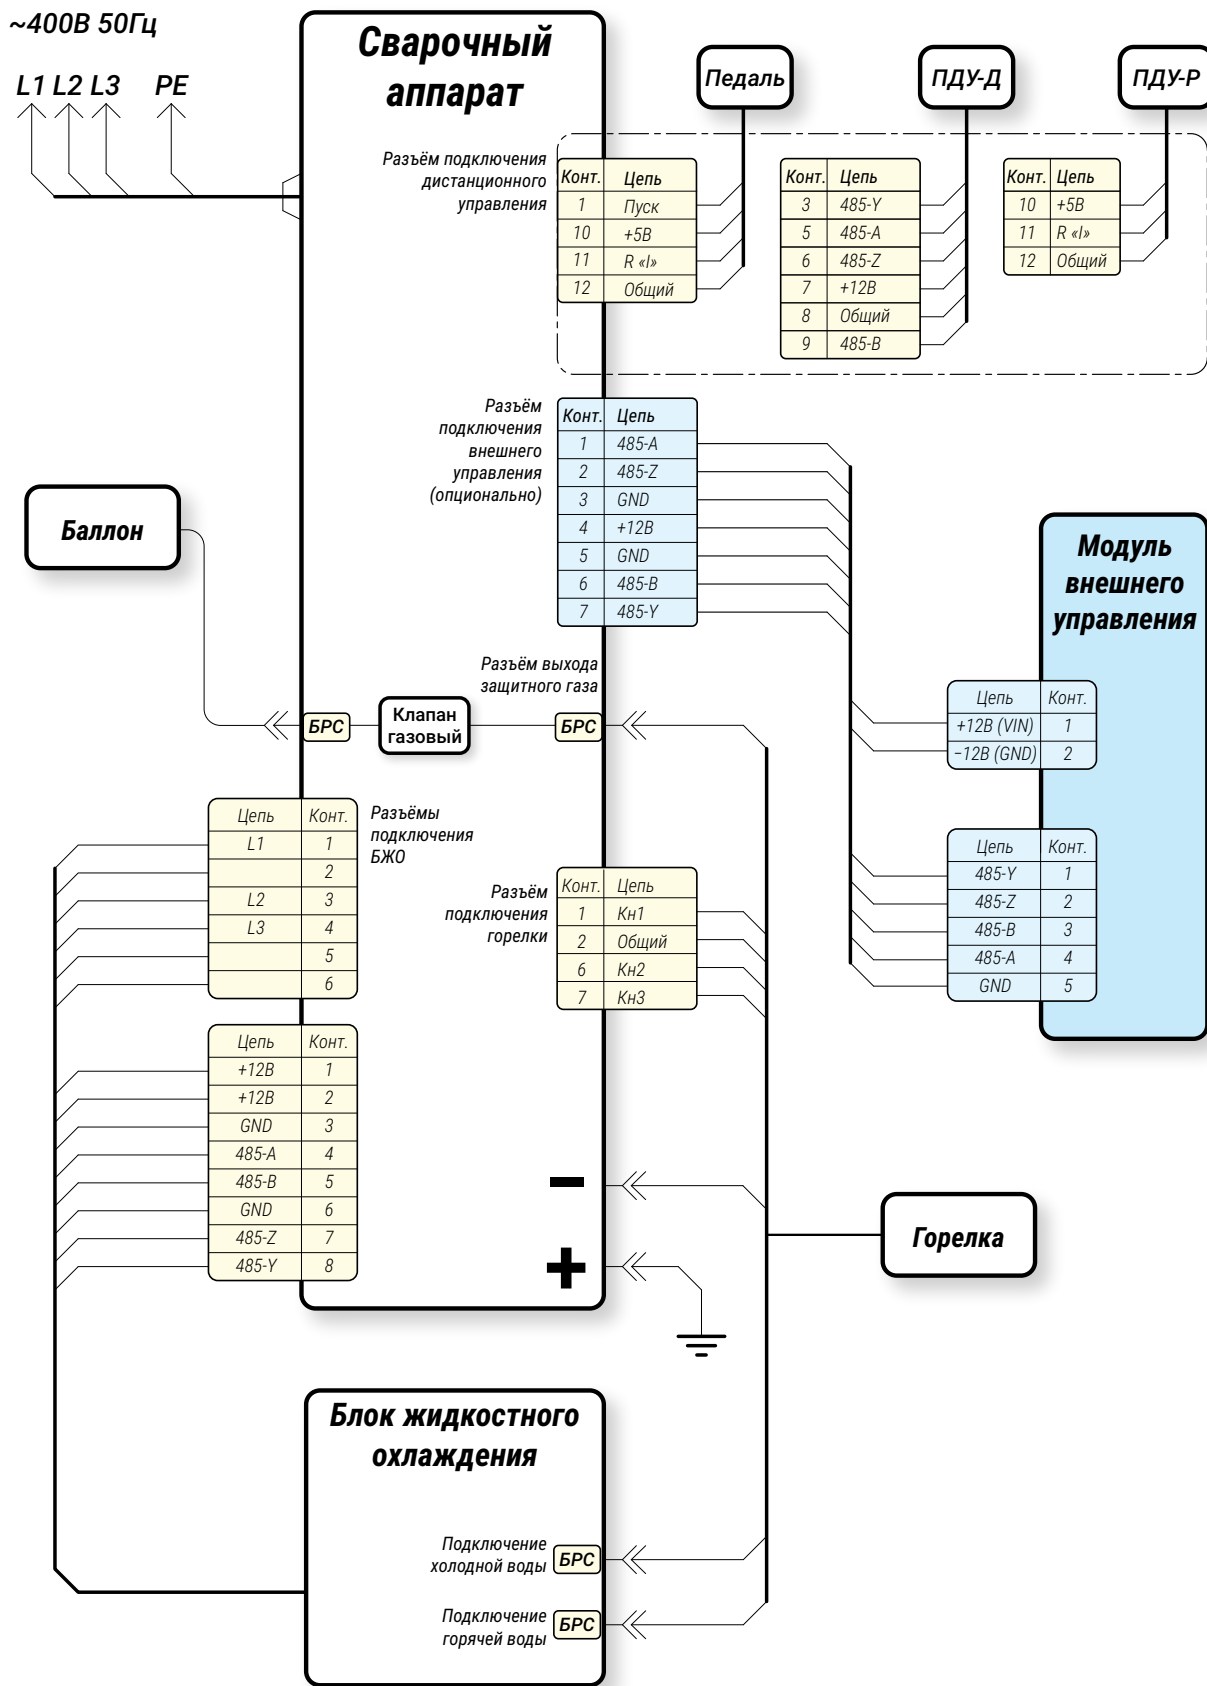 ~400В 50Гц
L1 L2 L3 PE
Сварочный
аппарат
Педаль
ПДУ-Д
ПДУ-Р
Разъём подключения
дистанционного
управления
Конт. Цепь
1 Пуск
10 +5В
11 R «I»
12 Общий
Конт. Цепь
3 485-Y
5 485-A
6 485-Z
7 +12В
8 Общий
9 485-B
Конт. Цепь
10 +5В
11 R «I»
12 Общий
Разъём
подключения
внешнего
управления
(опционально)
Конт. Цепь
1 485-A
2 485-Z
3 GND
4 +12В
5 GND
6 485-B
7 485-Y
Баллон
Модуль
внешнего
управления
Разъём выхода
защитного газа
БРС
Клапан
газовый
БРС
Цепь Конт.
+12В (VIN) 1
−12В (GND) 2
Цепь Конт.
485-Y 1
485-Z 2
485-B 3
485-A 4
GND 5
Цепь Конт.
L1 1
2
L2 3
L3 4
5
6
Разъёмы
подключения
БЖО
Разъём
подключения
горелки
Конт. Цепь
1 Кн1
2 Общий
6 Кн2
7 Кн3
Цепь Конт.
+12В 1
+12В 2
GND 3
485-A 4
485-B 5
GND 6
485-Z 7
485-Y 8
−
+
Горелка
Блок жидкостного
охлаждения
Подключение
холодной воды
БРС
Подключение
горячей воды
БРС